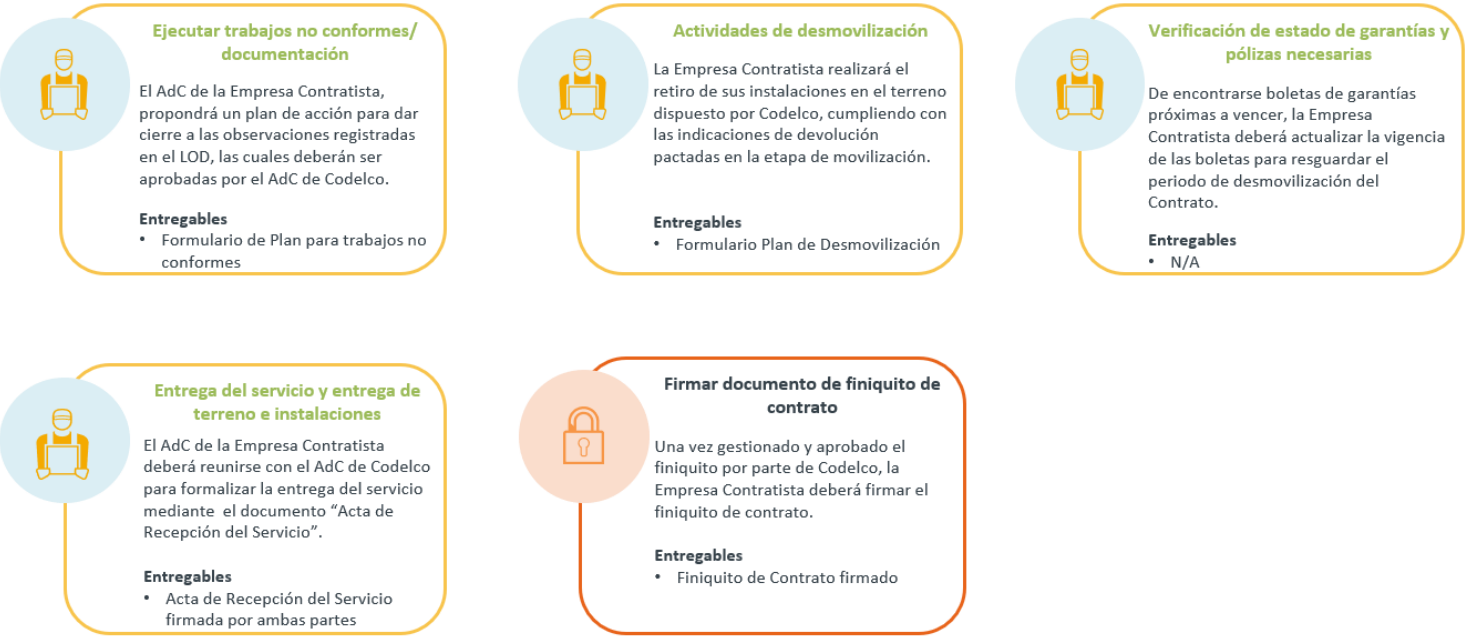 Ejecutar trabajos no conformes/
documentación
El AdC de la Empresa Contratista,
propondrá un plan de acción para dar
cierre a las observaciones registradas
en el LOD, las cuales deberán ser
aprobadas por el AdC de Codelco.
Entregables
• Formulario de Plan para trabajos no
conformes
Actividades de desmovilización
La Empresa Contratista realizará el
retiro de sus instalaciones en el terreno
dispuesto por Codelco, cumpliendo con
las indicaciones de devolución
pactadas en la etapa de movilización.
Entregables
• Formulario Plan de Desmovilización
Verificación de estado de garantías y
pólizas necesarias
De encontrarse boletas de garantías
próximas a vencer, la Empresa
Contratista deberá actualizar la vigencia
de las boletas para resguardar el
periodo de desmovilización del
Contrato.
Entregables
• N/A
Entrega del servicio y entrega de
terreno e instalaciones
El AdC de la Empresa Contratista
deberá reunirse con el AdC de Codelco
para formalizar la entrega del servicio
mediante el documento “Acta de
Recepción del Servicio”.
Entregables
• Acta de Recepción del Servicio
firmada por ambas partes
Firmar documento de finiquito de
contrato
Una vez gestionado y aprobado el
finiquito por parte de Codelco, la
Empresa Contratista deberá firmar el
finiquito de contrato.
Entregables
• Finiquito de Contrato firmado